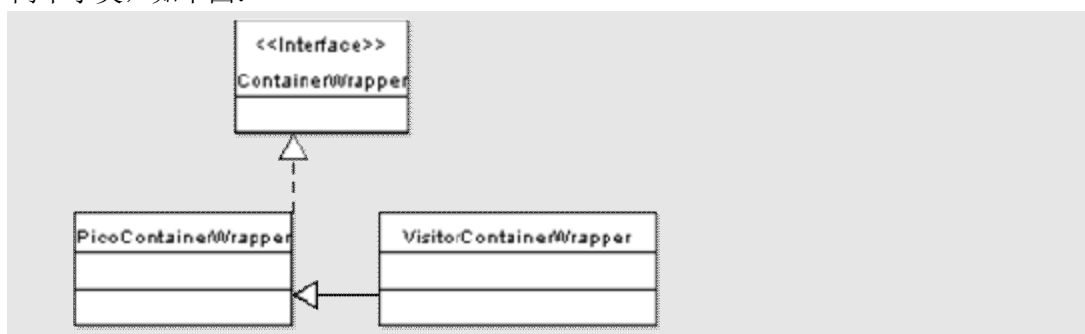 <<Interface>>
ContainerWrapper
PicoContainerWrapper
VisitorContainerWrapper